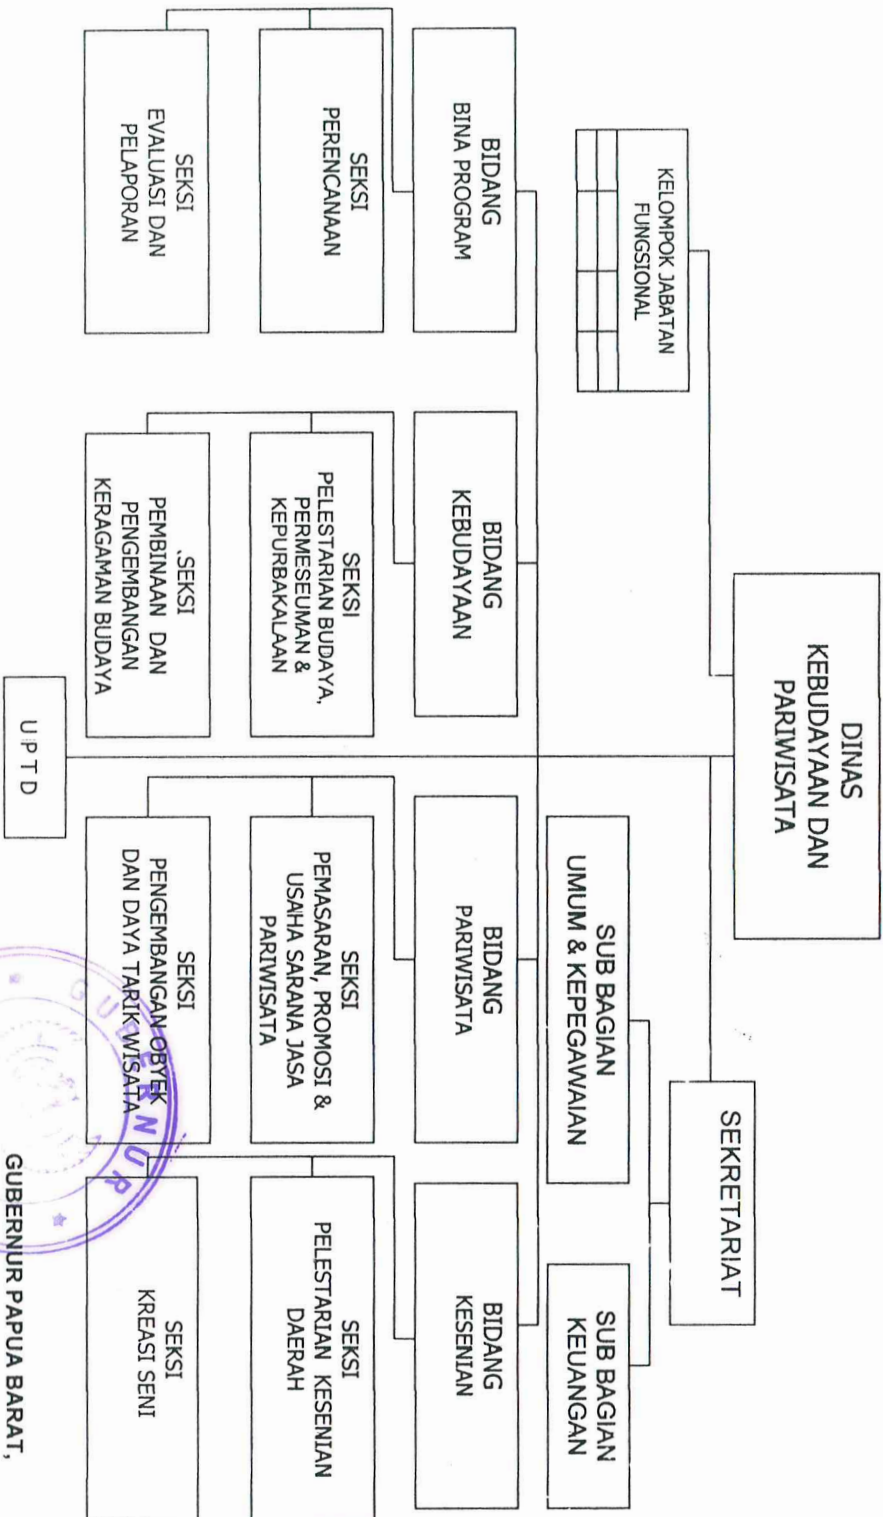 DINAS
KEBUDAYAAN DAN
PARIWISATA
KELOMPOK JABATAN
FUNGSIONAL
SEKRETARIAT
SUB BAGIAN
UMUM & KEPEGAWAIAN
SUB BAGIAN
KEUANGAN
BIDANG
BINA PROGRAM
BIDANG
KEBUDAYAAN
BIDANG
PARIWISATA
BIDANG
KESENIAN
SEKSI
PERENCANAAN
SEKSI
PELESTARIAN BUDAYA,
PERMESEUMAN &
KEPURBAKALAAN
SEKSI
PEMASARAN, PROMOSI &
USAHA SARANA JASA
PARIWISATA
SEKSI
PELESTARIAN KESENIAN
DAERAH
SEKSI
EVALUASI DAN
PELAPORAN
.SEKSI
PEMBINAAN DAN
PENGEMBANGAN
KERAGAMAN BUDAYA
SEKSI
PENGEMBANGAN OBYEK
DAN DAYA TARIK WISATA
SEKSI
KREASI SENI
U P T D
GUBERNUR
GUBERNUR PAPUA BARAT,